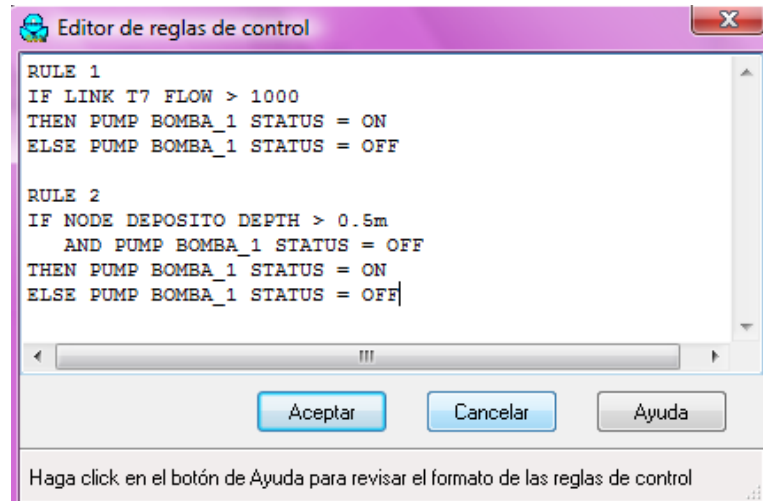 Editor de reglas de control
RULE 1
IF LINK T7 FLOW > 1000
THEN PUMP BOMBA_1 STATUS = ON
ELSE PUMP BOMBA_1 STATUS = OFF
RULE 2
IF NODE DEPOSITO DEPTH > 0.5m
AND PUMP BOMBA_1 STATUS = OFF
THEN PUMP BOMBA_1 STATUS = ON
ELSE PUMP BOMBA_1 STATUS = OFF
Aceptar Cancelar Ayuda
Haga click en el botón de Ayuda para revisar el formato de las reglas de control